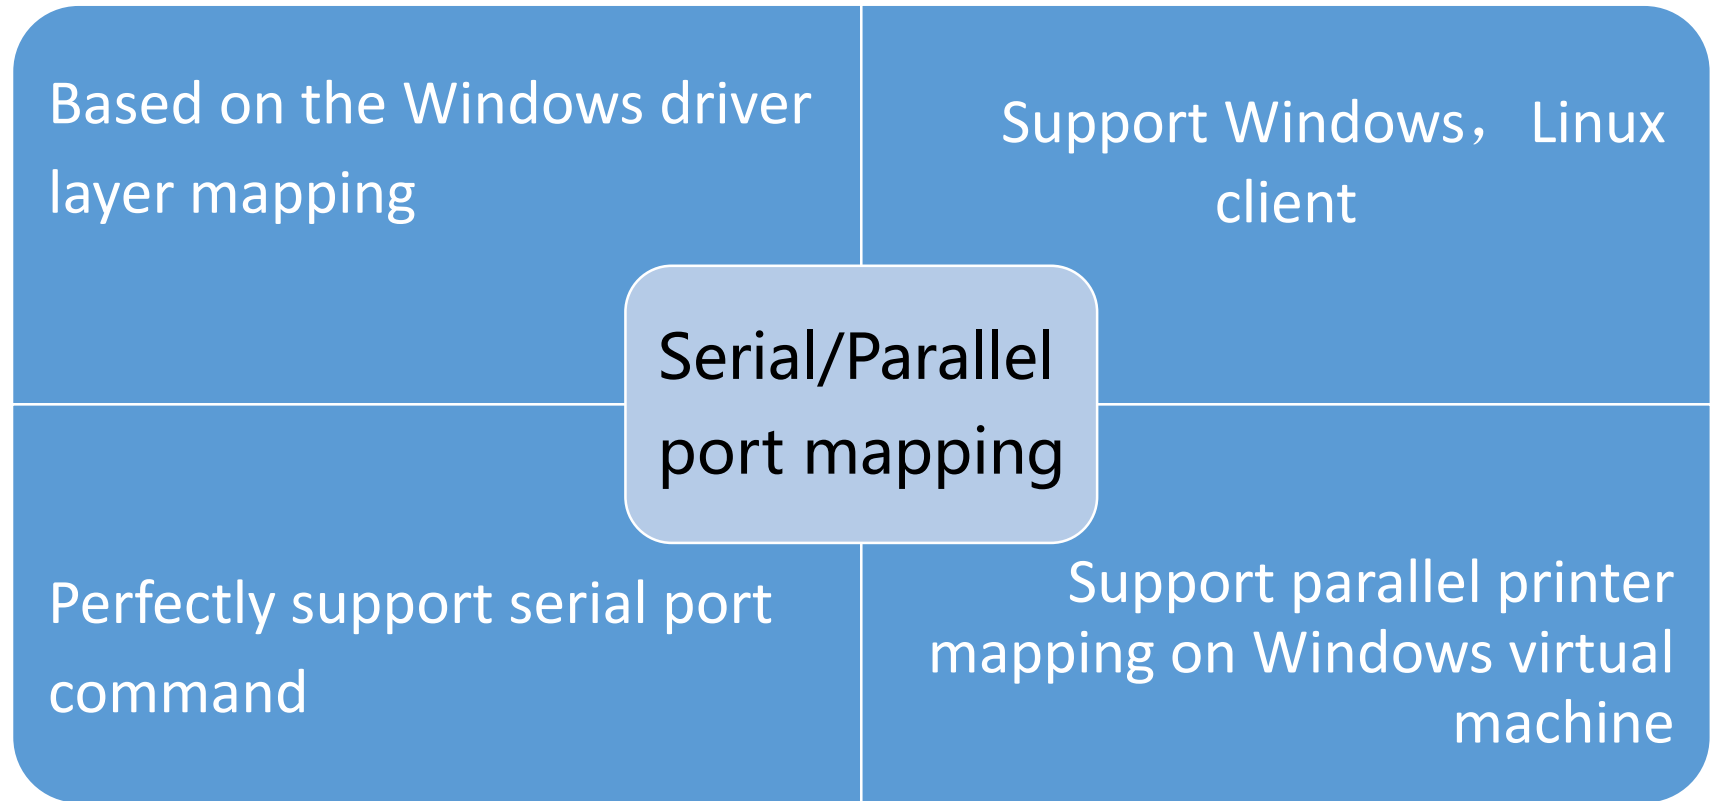 Based on the Windows driver
layer mapping
Support Windows， Linux
client
Serial/Parallel
port mapping
Perfectly support serial port
command
Support parallel printer
mapping on Windows virtual
machine